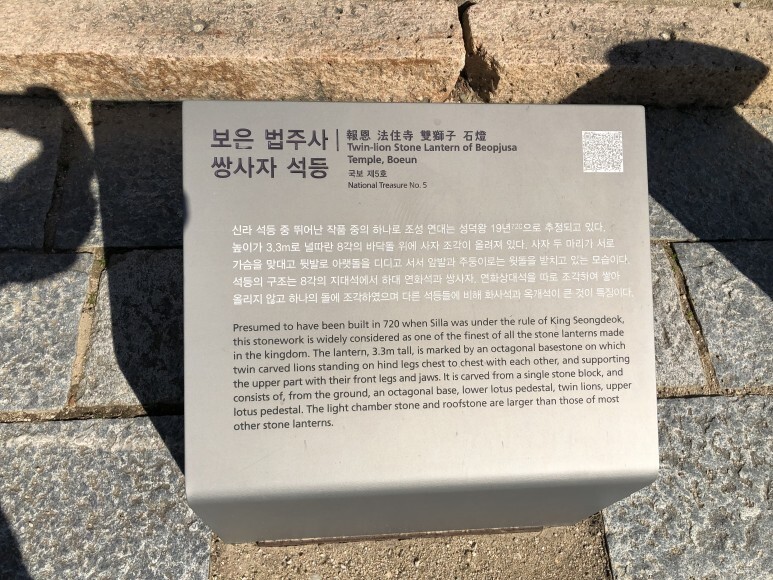 보은 법주사
쌍사자 석등
報恩 法住寺 雙獅子 石燈
Twin-lion Stone Lantern of Beopjusa
Temple, Boeun
국보 제5호
National Treasure No. 5
신라 석등 중 뛰어난 작품 중의 하나로 조성 연대는 성덕왕 19년720으로 추정되고 있다.
높이가 3.3m로 널따란 8각의 바닥돌 위에 사자 조각이 올려져 있다. 사자 두 마리가 서로
가슴을 맞대고 뒷발로 아랫돌을 디디고 서서 앞발과 주둥이로는 윗돌을 받치고 있는 모습이다.
석등의 구조는 8각의 지대석에서 하대 연화석과 쌍사자, 연화상대석을 따로 조각하여 쌓아
올리지 않고 하나의 돌에 조각하였으며 다른 석등들에 비해 화사석과 옥개석이 큰 것이 특징이다.
Presumed to have been built in 720 when Silla was under the rule of King Seongdeok,
this stonework is widely considered as one of the finest of all the stone lanterns made
in the kingdom. The lantern, 3.3m tall, is marked by an octagonal basestone on which
twin carved lions standing on hind legs chest to chest with each other, and supporting
the upper part with their front legs and jaws. It is carved from a single stone block, and
consists of, from the ground, an octagonal base, lower lotus pedestal, twin lions, upper
lotus pedestal. The light chamber stone and roofstone are larger than those of most
other stone lanterns.